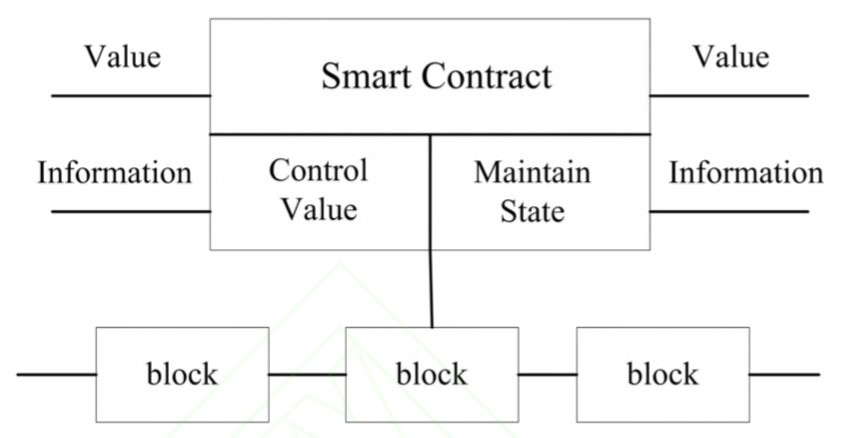 Value
Smart Contract
Value
Information
Control
Value
Maintain
State
Information
block
block
block